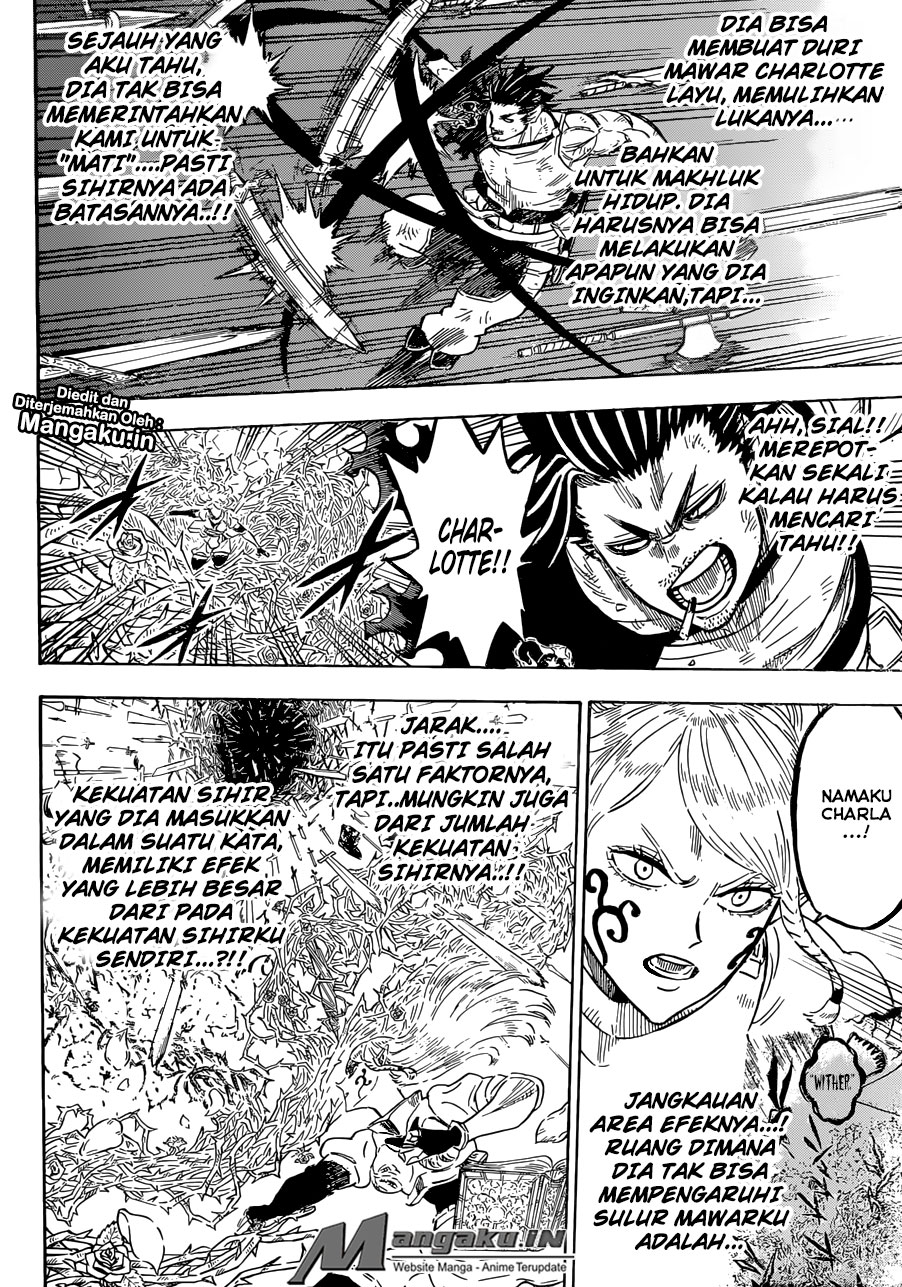 DIA BISA
MEMBUAT DURI
MAWAR CHARLOTTE
LAYU, MEMULIHKAN
LUKANYA... ...
BAHKAN
UNTUK MAKHLUK
HIDUP. DIA
HARUSNYA BISA
MELAKUKAN
APAPUN YANG DIA
INGINKAN,TAPI...
SEJAUH YANG
AKU TAHU,
DIA TAK BISA
MEMERINTAHKAN
KAMI UNTUK
"MATI"....PASTI
SIHIRNYA ADA
BATASANNYA..!!
Diedit dan
Diterjemahkan Oleh :
Mangaku.in
AHH, SIAL!!
MEREPOT-
KAN SEKALI
KALAU HARUS
MENCARI
TAHU!!
CHAR-
LOTTE!!
NAMAKU
CHARLA
...!
"WITHER."
JANGKAUAN
AREA EFEKNYA....!
RUANG DIMANA
DIA TAK BISA
MEMPENGARUHI
SULUR MAWARKU
ADALAH....
JARAK....
ITU PASTI SALAH
SATU FAKTORNYA,
TAPI..MUNGKIN JUGA
DARI JUMLAH
KEKUATAN
SIHIRNYA..!!
KEKUATAN SIHIR
YANG DIA MASUKKAN
DALAM SUATU KATA,
MEMILIKI EFEK
YANG LEBIH BESAR
DARI PADA
KEKUATAN SIHIRKU
SENDIRI...?!!
Mangaku.IN
Website Manga - Anime Terupdate